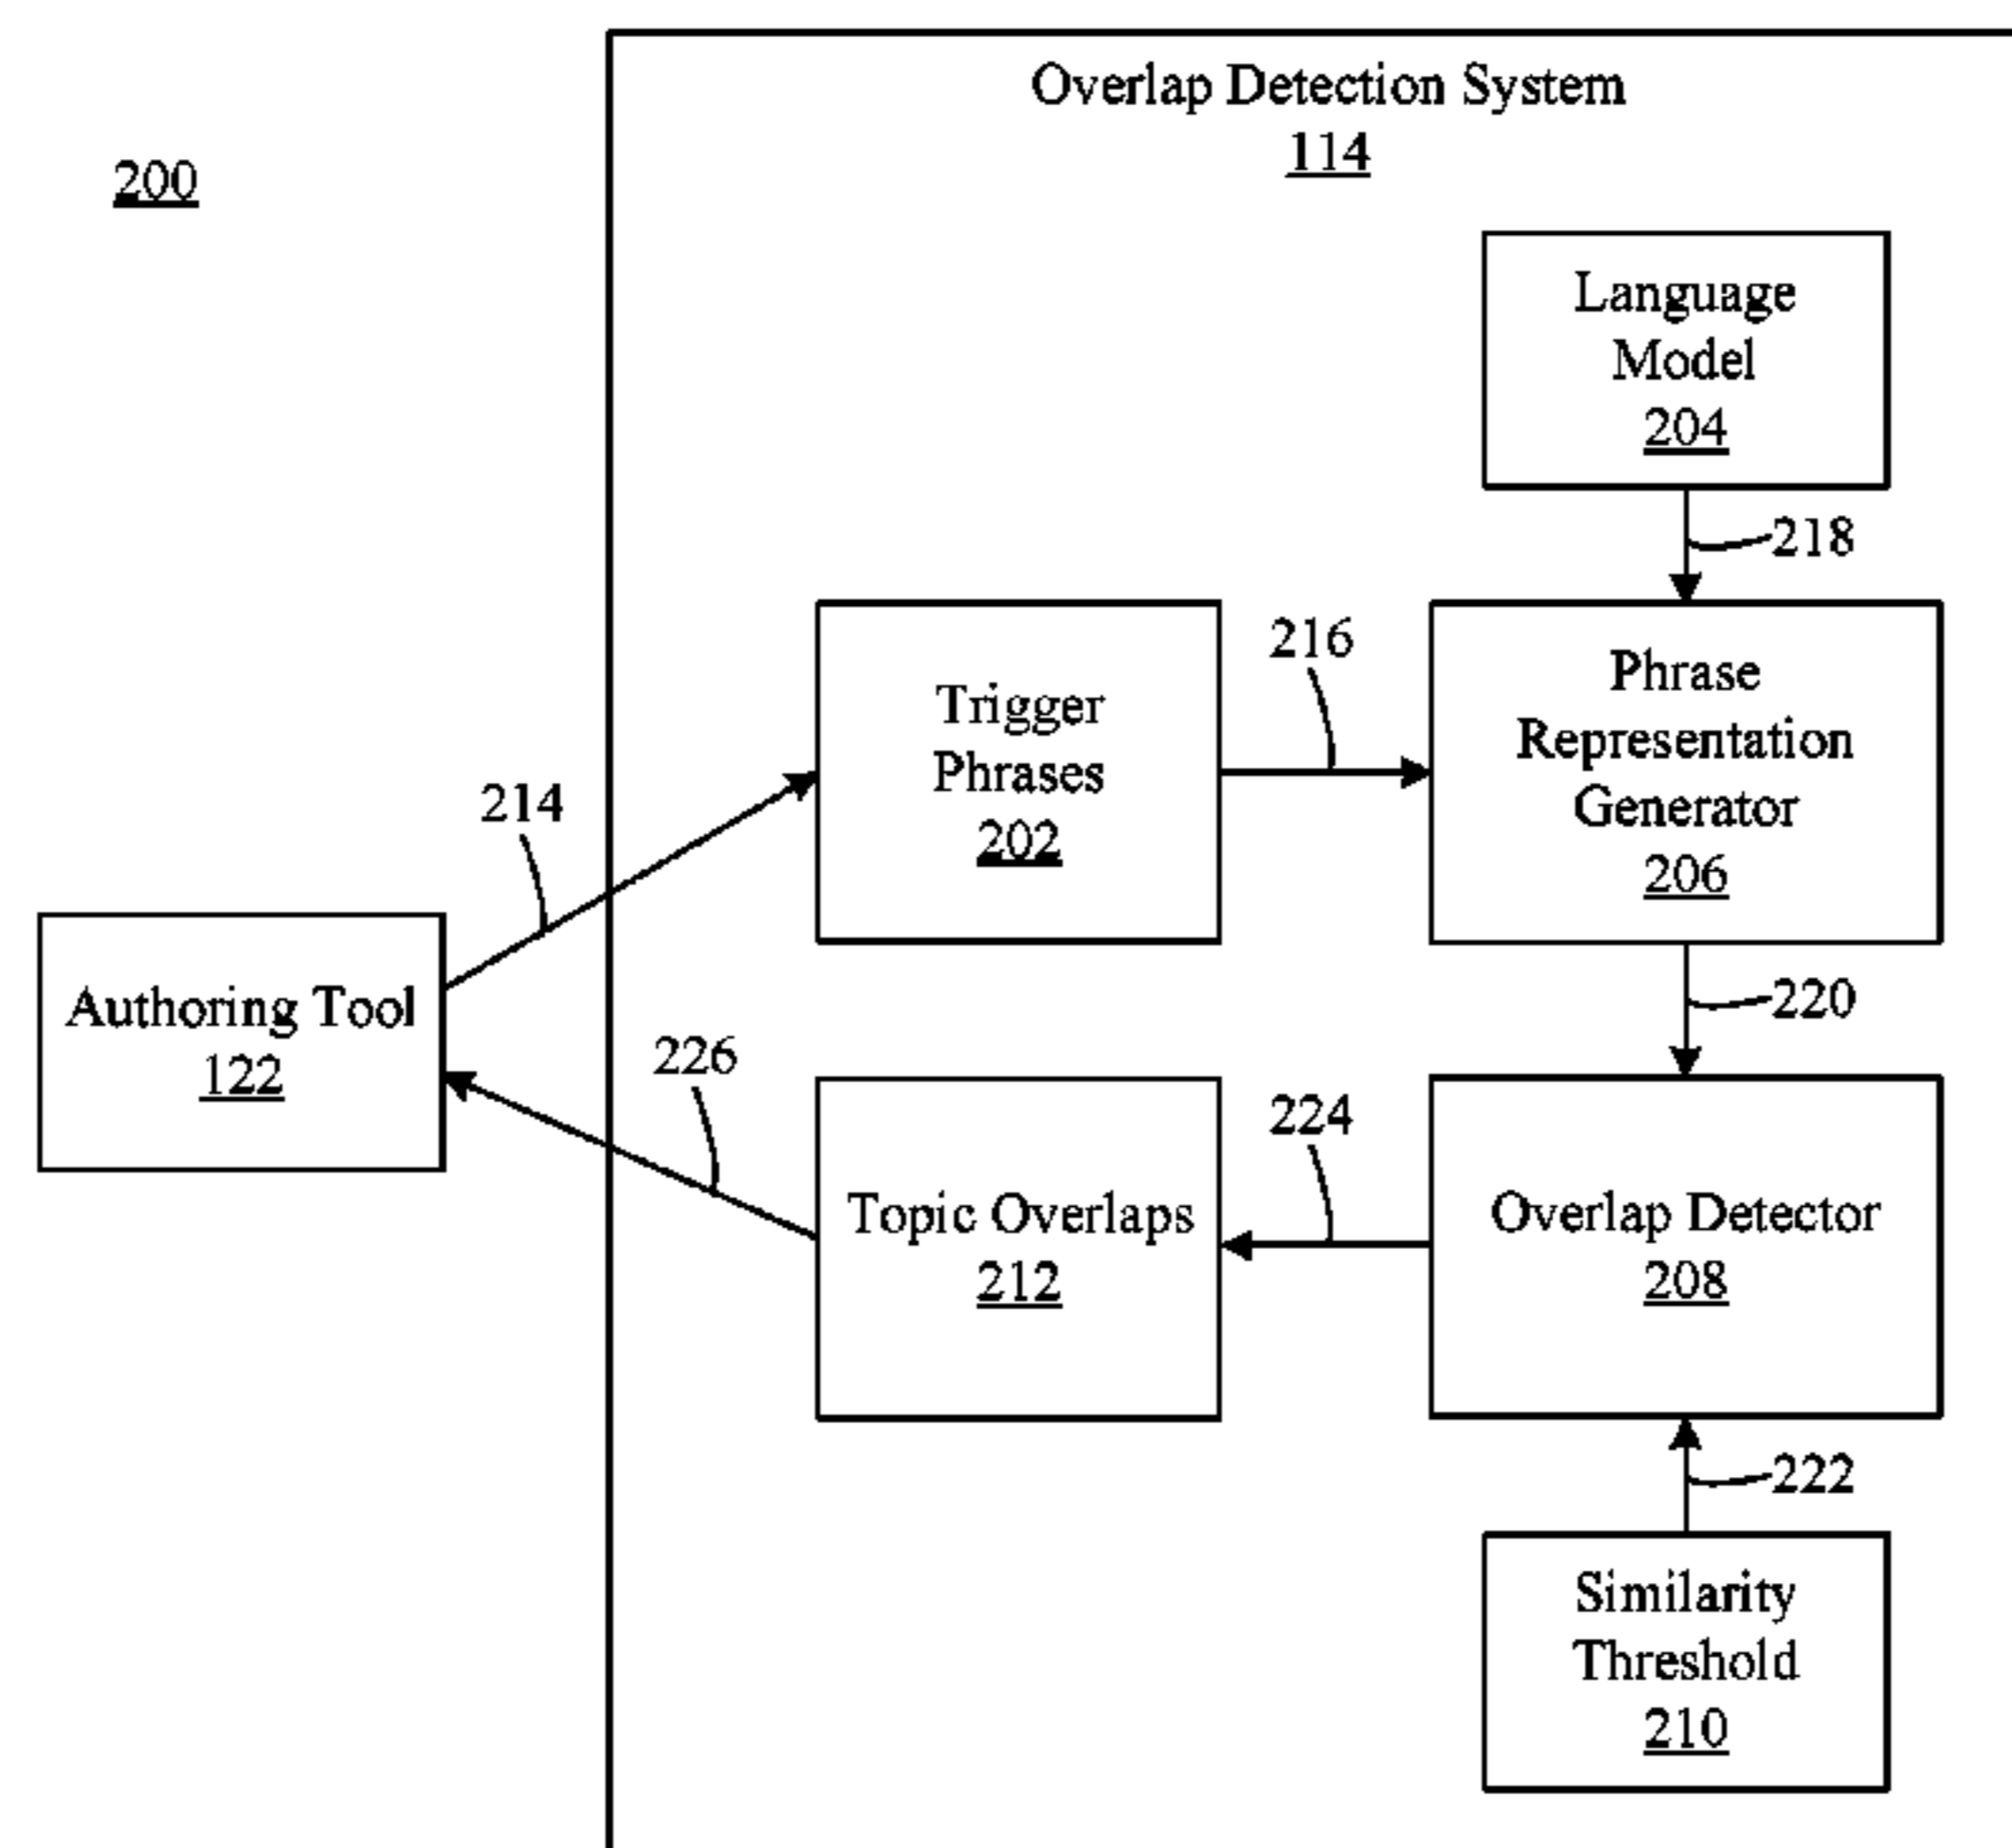 Overlap Detection System
114
200
Language
Model
204
218
216
Trigger
Phrases
202
Phrase
Representation
Generator
206
214
Authoring Tool
122
220
226
224
Topic Overlaps
212
Overlap Detector
208
222
Similarity
Threshold
210